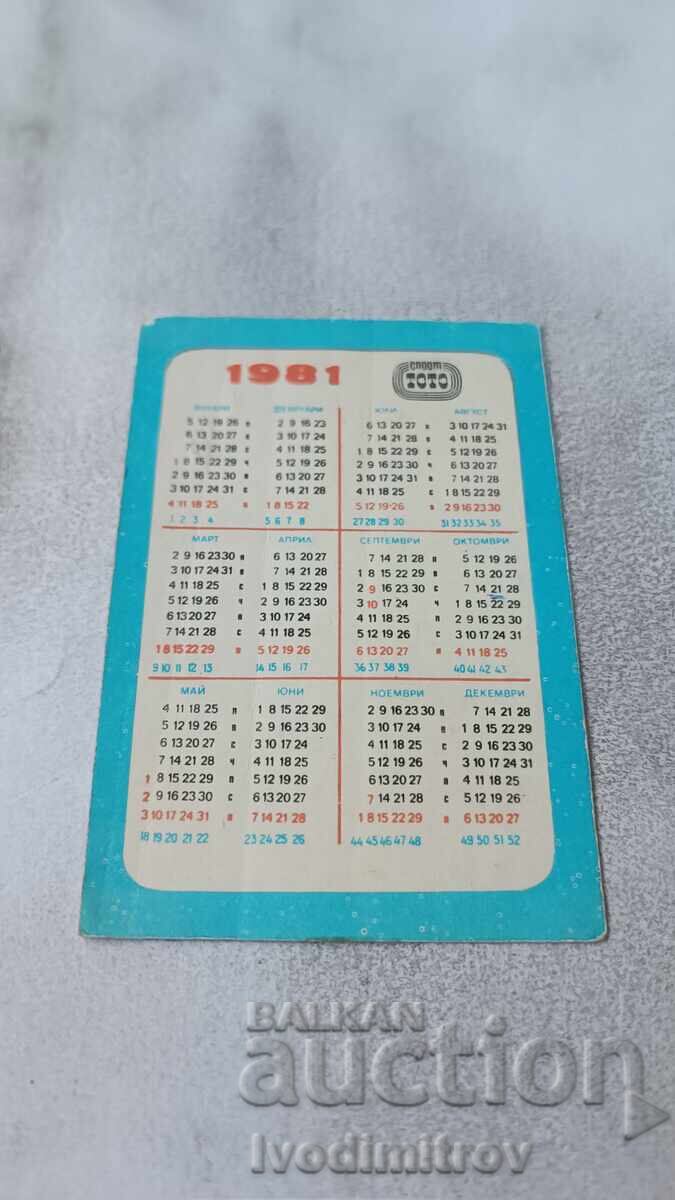 1981
спорт
ТОТО
ЯНУАРИ ФЕВРУАРИ
5 12 19 26 п 2 9 16 23
6 13 20 27 в 3 10 17 24
7 14 21 28 с 4 11 18 25
1 8 15 22 29 ч 5 12 19 26
2 9 16 23 30 п 6 13 20 27
3 10 17 24 31 с 7 14 21 28
4 11 18 25 н 1 8 15 22
1 2 3 4 5 6 7 8
ЮЛИ АВГУСТ
6 13 20 27 п 3 10 17 24 31
7 14 21 28 в 4 11 18 25
1 8 15 22 29 с 5 12 19 26
2 9 16 23 30 ч 6 13 20 27
3 10 17 24 31 п 7 14 21 28
4 11 18 25 с 1 8 15 22 29
5 12 19 26 н 2 9 16 23 30
27 28 29 30 31 32 33 34 35
МАРТ АПРИЛ
2 9 16 23 30 п 6 13 20 27
3 10 17 24 31 в 7 14 21 28
4 11 18 25 с 1 8 15 22 29
5 12 19 26 ч 2 9 16 23 30
6 13 20 27 п 3 10 17 24
7 14 21 28 с 4 11 18 25
1 8 15 22 29 н 5 12 19 26
9 10 11 12 13 14 15 16 17
СЕПТЕМВРИ ОКТОМВРИ
7 14 21 28 п 5 12 19 26
1 8 15 22 29 в 6 13 20 27
2 9 16 23 30 с 7 14 21 28
3 10 17 24 ч 1 8 15 22 29
4 11 18 25 п 2 9 16 23 30
5 12 19 26 с 3 10 17 24 31
6 13 20 27 н 4 11 18 25
36 37 38 39 40 41 42 43
МАЙ ЮНИ
4 11 18 25 п 1 8 15 22 29
5 12 19 26 в 2 9 16 23 30
6 13 20 27 с 3 10 17 24
7 14 21 28 ч 4 11 18 25
1 8 15 22 29 п 5 12 19 26
2 9 16 23 30 с 6 13 20 27
3 10 17 24 31 н 7 14 21 28
18 19 20 21 22 23 24 25 26
НОЕМВРИ ДЕКЕМВРИ
2 9 16 23 30 п 7 14 21 28
3 10 17 24 в 1 8 15 22 29
4 11 18 25 с 2 9 16 23 30
5 12 19 26 ч 3 10 17 24 31
6 13 20 27 п 4 11 18 25
7 14 21 28 с 5 12 19 26
1 8 15 22 29 н 6 13 20 27
44 45 46 47 48 49 50 51 52
BALKAN
auction
Ivodimitrov